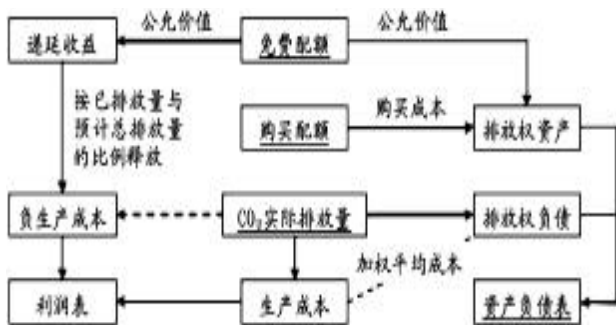 公允价值
公允价值
递延收益
免费配额
按已排放量与
预计总排放量
的比例释放
购买成本
购买配额
排放权资产
负生产成本
CO₂实际排放量
排放权负债
加权平均成本
利润表
生产成本
资产负债表